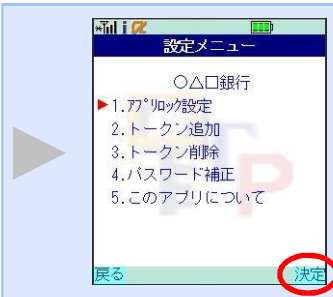 設定メニュー
○△□銀行
1.ｱﾌﾟﾘﾛｯｸ設定
2.トークン追加
3.トークン削除
4.パスワード補正
5.このアプリについて
戻る 決定